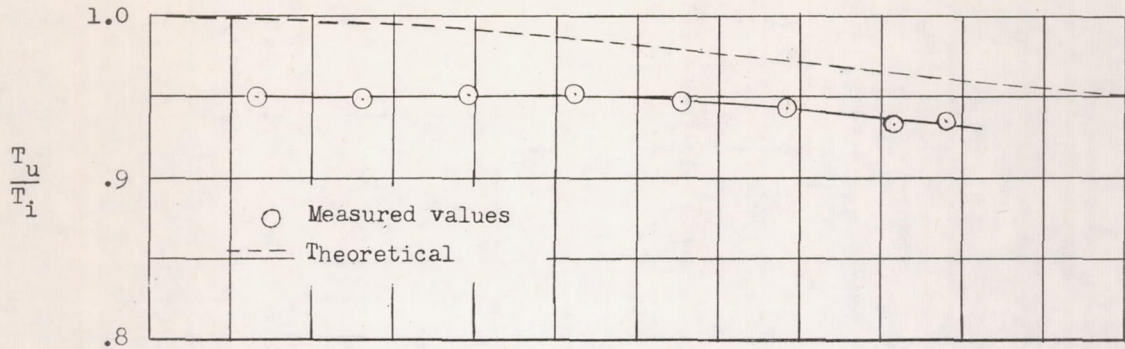 1.0
T_u
T_i
.9
Measured values
Theoretical
.8